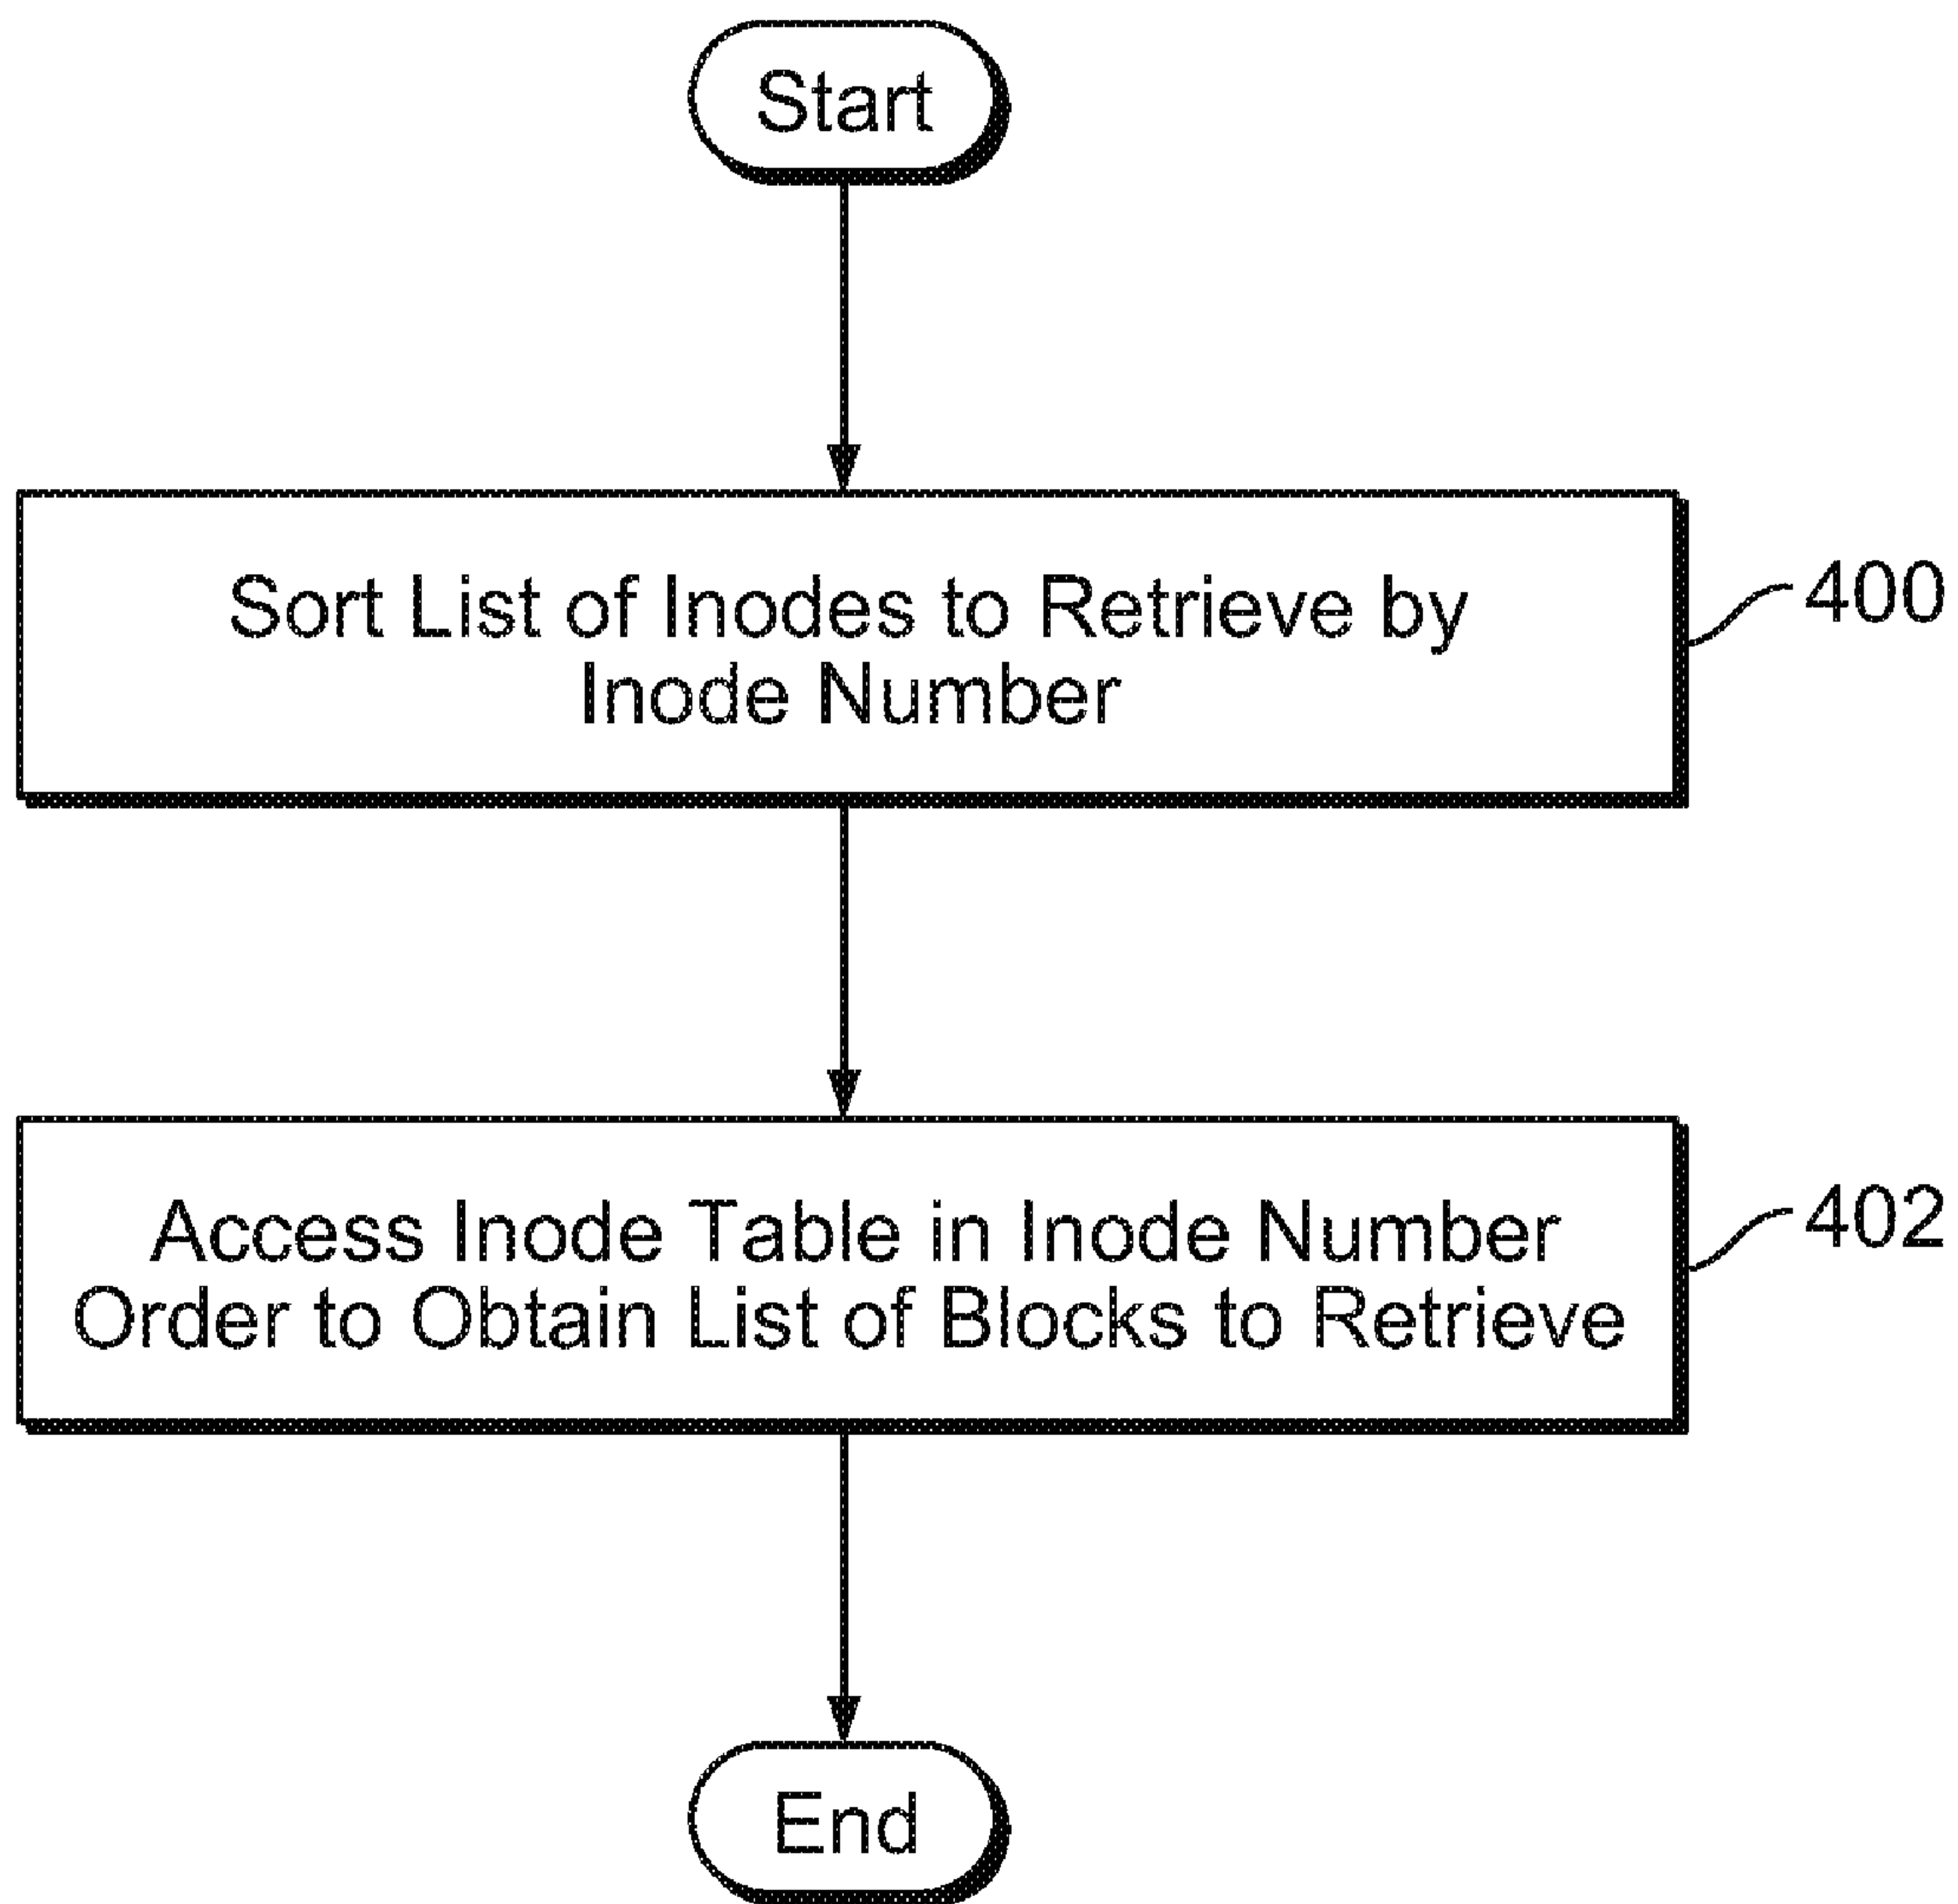 Start
Sort List of Inodes to Retrieve by
Inode Number
400
Access Inode Table in Inode Number
Order to Obtain List of Blocks to Retrieve
402
End